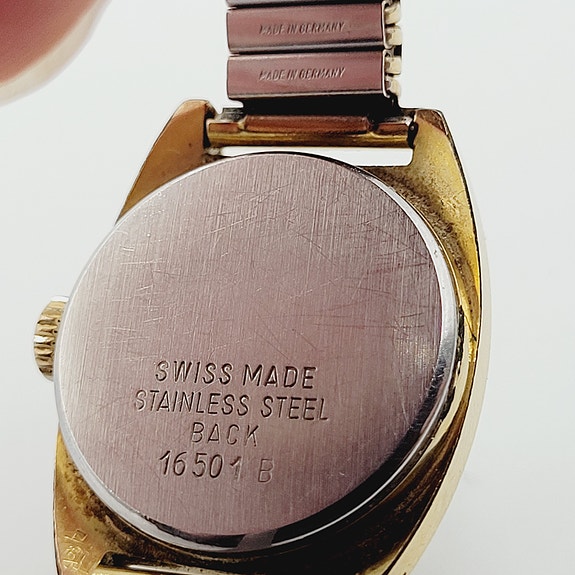 MADE IN GERMANY
MADE IN GERMANY
SWISS MADE
STAINLESS STEEL
BACK
16501 B